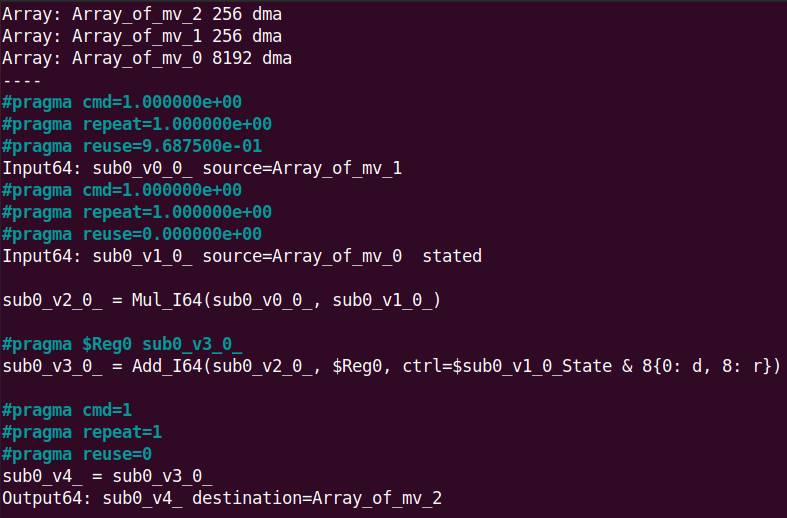 Array: Array_of_mv_2 256 dma
Array: Array_of_mv_1 256 dma
Array: Array_of_mv_0 8192 dma
----
#pragma cmd=1.000000e+00
#pragma repeat=1.000000e+00
#pragma reuse=9.687500e-01
Input64: sub0_v0_0_ source=Array_of_mv_1
#pragma cmd=1.000000e+00
#pragma repeat=1.000000e+00
#pragma reuse=0.000000e+00
Input64: sub0_v1_0_ source=Array_of_mv_0  stated
sub0_v2_0_ = Mul_I64(sub0_v0_0_, sub0_v1_0_)
#pragma $Reg0 sub0_v3_0_
sub0_v3_0_ = Add_I64(sub0_v2_0_, $Reg0, ctrl=$sub0_v1_0_State & 8{0: d, 8: r})
#pragma cmd=1
#pragma repeat=1
#pragma reuse=0
sub0_v4_ = sub0_v3_0_
Output64: sub0_v4_ destination=Array_of_mv_2